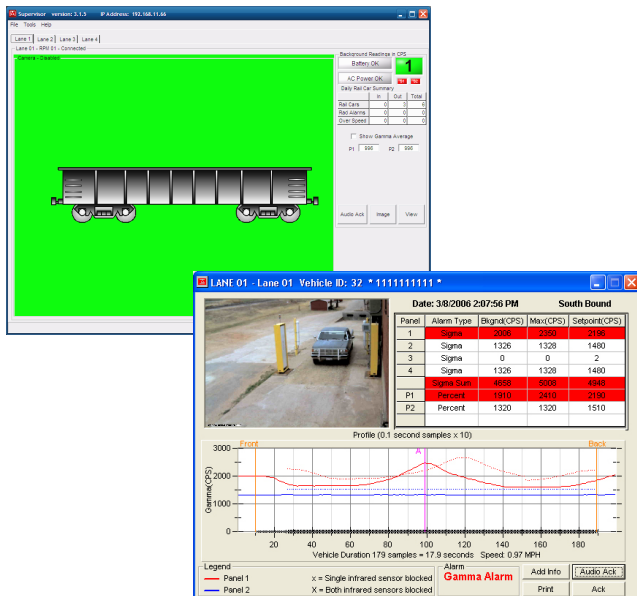 Supervisor version: 3.1.5 IP Address: 192.168.11.66
File Tools Help
Lane 1 Lane 2 Lane 3 Lane 4
Lane 01 - RPM 01 - Connected
Camera - Disabled
Background Readings in CPS
Battery OK 1
AC Power OK
Daily Rail Car Summary
In Out Total
Rail Cars 0 3 6
Rad Alarms 0 0 0
Over Speed 0 0 0
Show Gamma Average
P1 P2
Audio Ack Image View
LANE 01 - Lane 01 Vehicle ID: 32 *1111111111 *
Date: 3/8/2006 2:07:56 PM South Bound
Panel Alarm Type Bkgnd(CPS) Max(CPS) Setpoint(CPS)
1 Sigma 2350
2 Sigma 1326 1328 1480
3 Sigma 0 0 2
4 Sigma 1326 1328 1480
Sigma Sum 4658 5008 4948
P1 Percent 2410
P2 Percent 1320 1320 1510
Profile (0.1 second samples x 10)
Front Back
A
Gamma(CPS)
3000
2000
1000
0
20 40 60 80 100 120 140 160 180
Vehicle Duration 179 samples = 17.9 seconds Speed: 0.97 MPH
Legend
Panel 1 x = Single infrared sensor blocked
Panel 2 X = Both infrared sensors blocked
Alarm
Gamma Alarm
Add Info Audio Ack
Print Ack